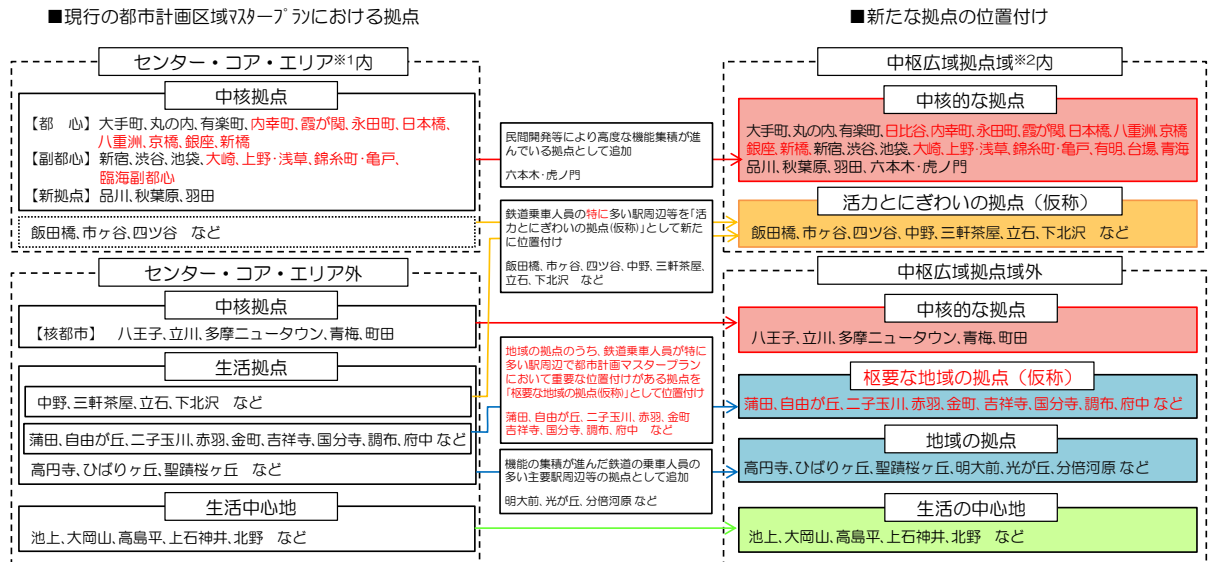 ■現行の都市計画区域マスタープランにおける拠点
センター・コア・エリア※1内
中核拠点
【都　心】大手町、丸の内、有楽町、内幸町、霞が関、永田町、日本橋、
八重洲、京橋、銀座、新橋
【副都心】新宿、渋谷、池袋、大崎、上野・浅草、錦糸町・亀戸、
臨海副都心
【新拠点】品川、秋葉原、羽田
飯田橋、市ヶ谷、四ツ谷　など
センター・コア・エリア外
中核拠点
【核都市】　八王子、立川、多摩ニュータウン、青梅、町田
生活拠点
中野、三軒茶屋、立石、下北沢　など
蒲田、自由が丘、二子玉川、赤羽、金町、吉祥寺、国分寺、調布、府中 など
高円寺、ひばりヶ丘、聖蹟桜ヶ丘　など
生活中心地
池上、大岡山、高島平、上石神井、北野　など
民間開発等により高度な機能集積が進
んでいる拠点として追加
六本木・虎ノ門
鉄道乗車人員の特に多い駅周辺等を「活
力とにぎわいの拠点(仮称)」として新た
に位置付け
飯田橋、市ヶ谷、四ツ谷、中野、三軒茶屋、
立石、下北沢　など
地域の拠点のうち、鉄道乗車人員が特に
多い駅周辺で都市計画マスタープラン
において重要な位置付けがある拠点を
「枢要な地域の拠点(仮称)」として位置付け
蒲田、自由が丘、二子玉川、赤羽、金町
吉祥寺、国分寺、調布、府中　など
機能の集積が進んだ鉄道の乗車人員の
多い主要駅周辺等の拠点として追加
明大前、光が丘、分倍河原 など
■新たな拠点の位置付け
中枢広域拠点域※2内
中核的な拠点
大手町、丸の内、有楽町、日比谷、内幸町、永田町、霞が関、日本橋、八重洲、京橋
銀座、新橋、新宿、渋谷、池袋、大崎、上野・浅草、錦糸町・亀戸、有明、台場、青海
品川、秋葉原、羽田、六本木・虎ノ門
活力とにぎわいの拠点（仮称）
飯田橋、市ヶ谷、四ツ谷、中野、三軒茶屋、立石、下北沢　など
中枢広域拠点域外
中核的な拠点
八王子、立川、多摩ニュータウン、青梅、町田
枢要な地域の拠点（仮称）
蒲田、自由が丘、二子玉川、赤羽、金町、吉祥寺、国分寺、調布、府中 など
地域の拠点
高円寺、ひばりヶ丘、聖蹟桜ヶ丘、明大前、光が丘、分倍河原 など
生活の中心地
池上、大岡山、高島平、上石神井、北野　など